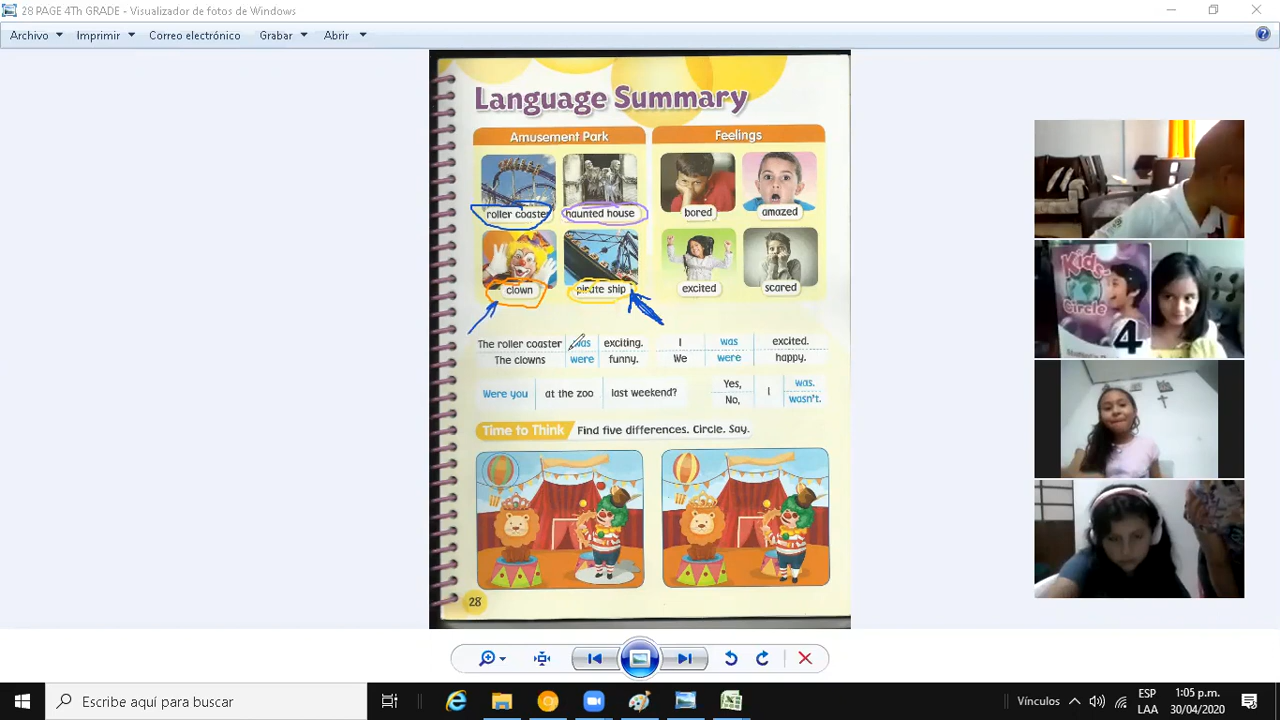 28 PAGE 4Th GRADE - Visualizador de fotos de Windows
Archivo Imprimir Correo electrónico Grabar Abrir
Language Summary
Amusement Park
roller coaster haunted house
clown pirate ship
Feelings
bored amazed
excited scared
The roller coaster was exciting.
The clowns were funny.
I was excited.
We were happy.
Were you at the zoo last weekend?
Yes, I was.
No, wasn't.
Time to Think Find five differences. Circle. Say.
28
Kids'
Circle
4
Escribe aquí para buscar
Vínculos
ESP
LAA
1:05 p.m.
30/04/2020